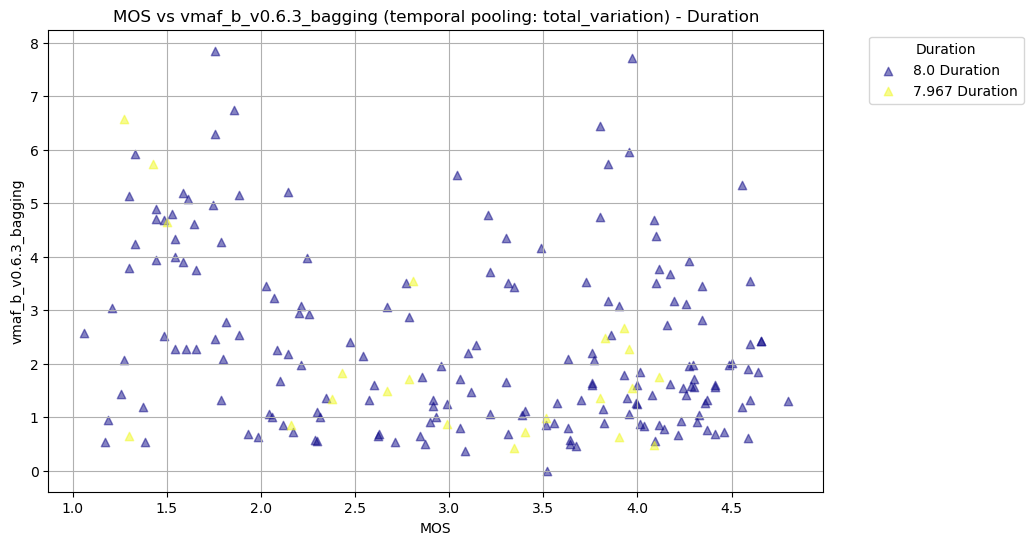 MOS vs vmaf_b_v0.6.3_bagging (temporal pooling: total_variation) - Duration
Duration
8.0 Duration
7.967 Duration
vmaf_b_v0.6.3_bagging
8
7
6
5
4
3
2
1
0
1.0 1.5 2.0 2.5 3.0 3.5 4.0 4.5
MOS